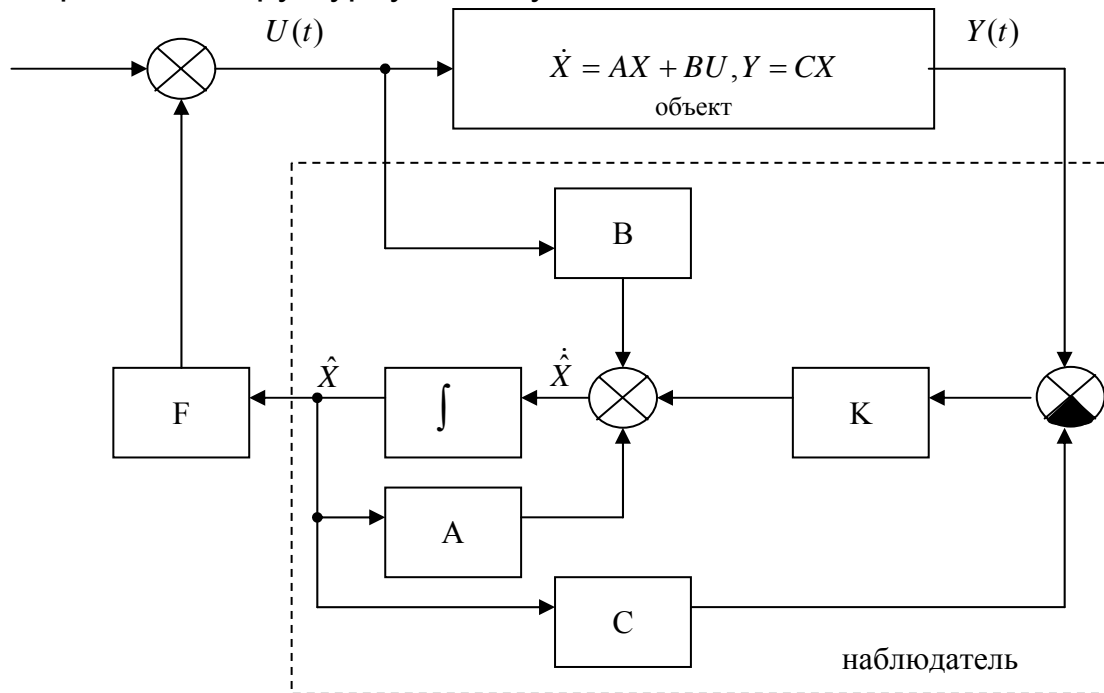 U(t)
Y(t)
Ẋ = AX + BU, Y = CX
объект
B
X̂
∫
Ẋ̂
F
K
A
C
наблюдатель